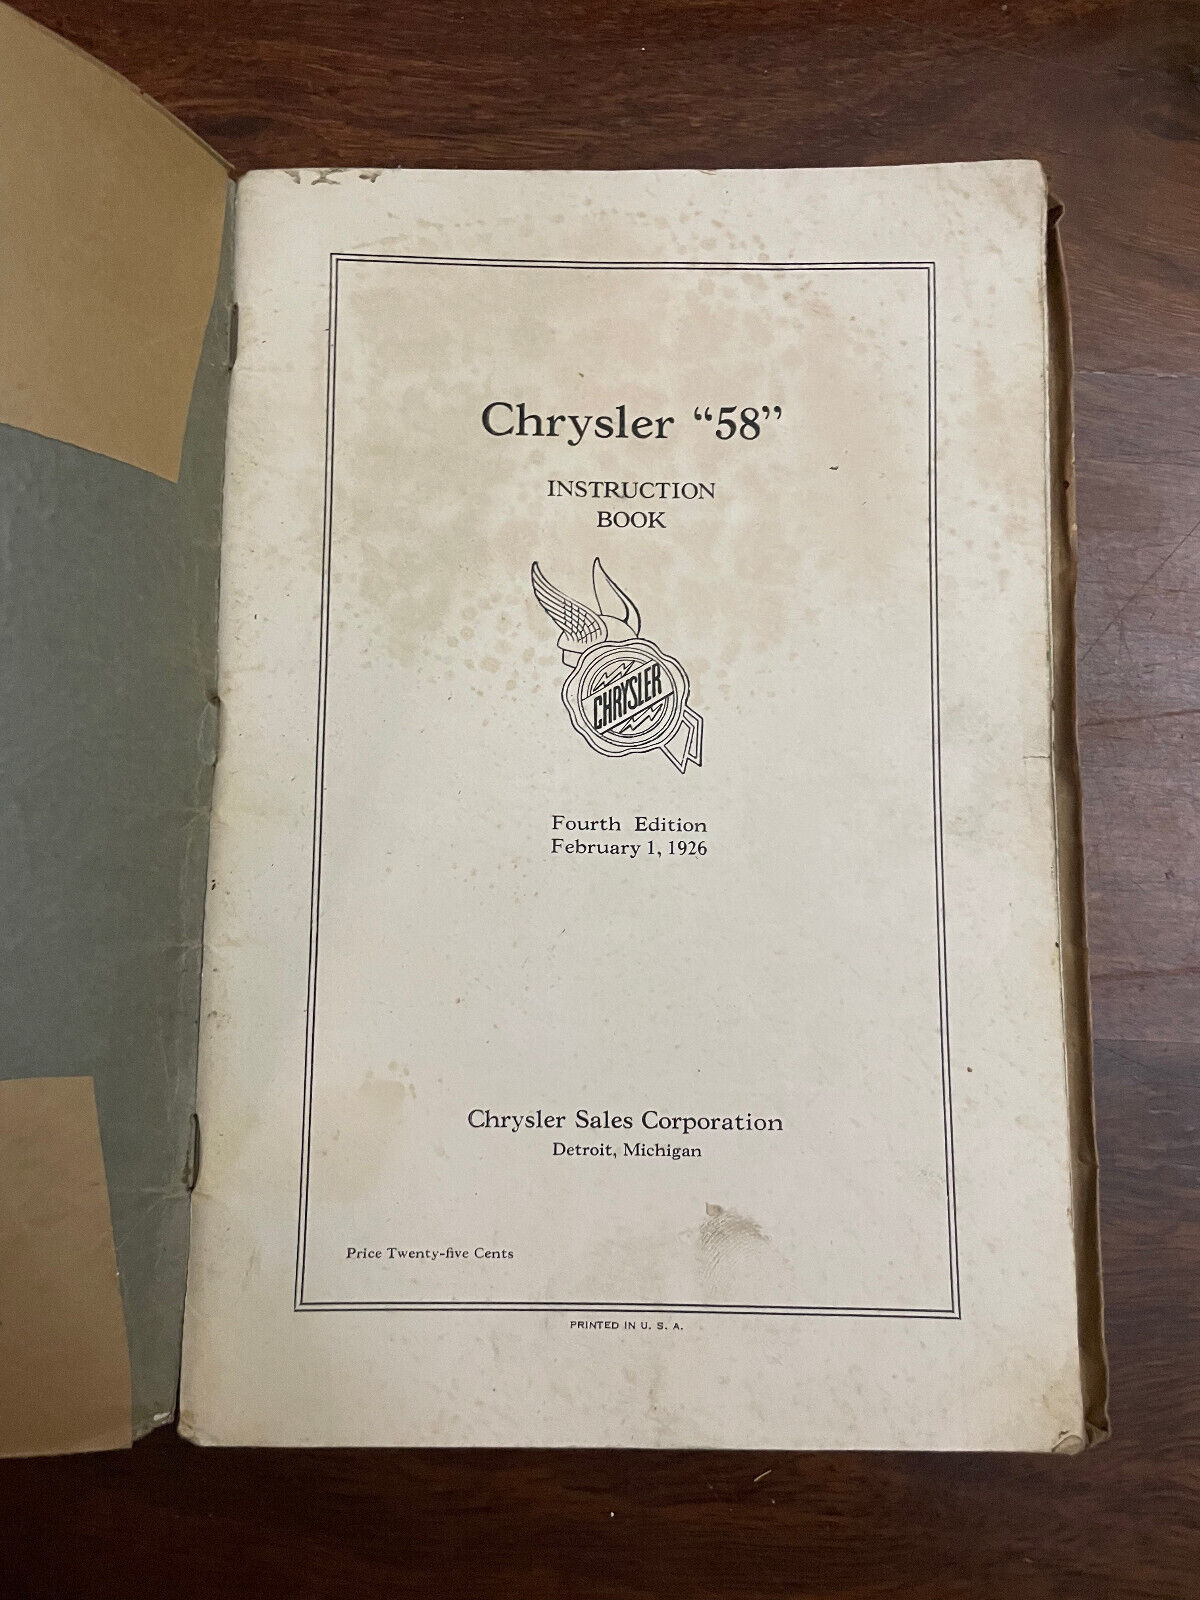 Chrysler “58”
INSTRUCTION
BOOK
CHRYSLER
Fourth Edition
February 1, 1926
Chrysler Sales Corporation
Detroit, Michigan
Price Twenty-five Cents
PRINTED IN U. S. A.